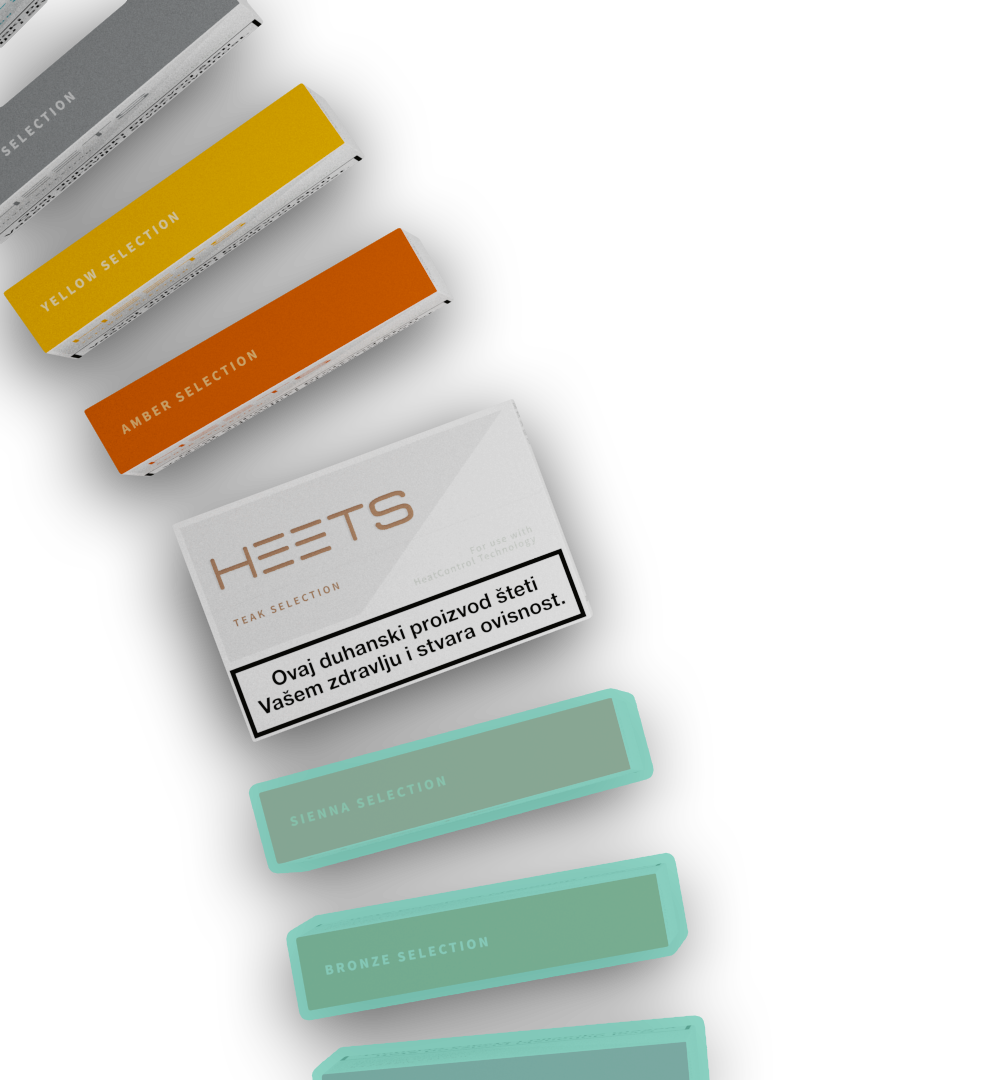 SELECTION
YELLOW SELECTION
AMBER SELECTION
HEETS
TEAK SELECTION
For use with
HeatControl Technology
Ovaj duhanski proizvod šteti
Vašem zdravlju i stvara ovisnost.
SIENNA SELECTION
BRONZE SELECTION